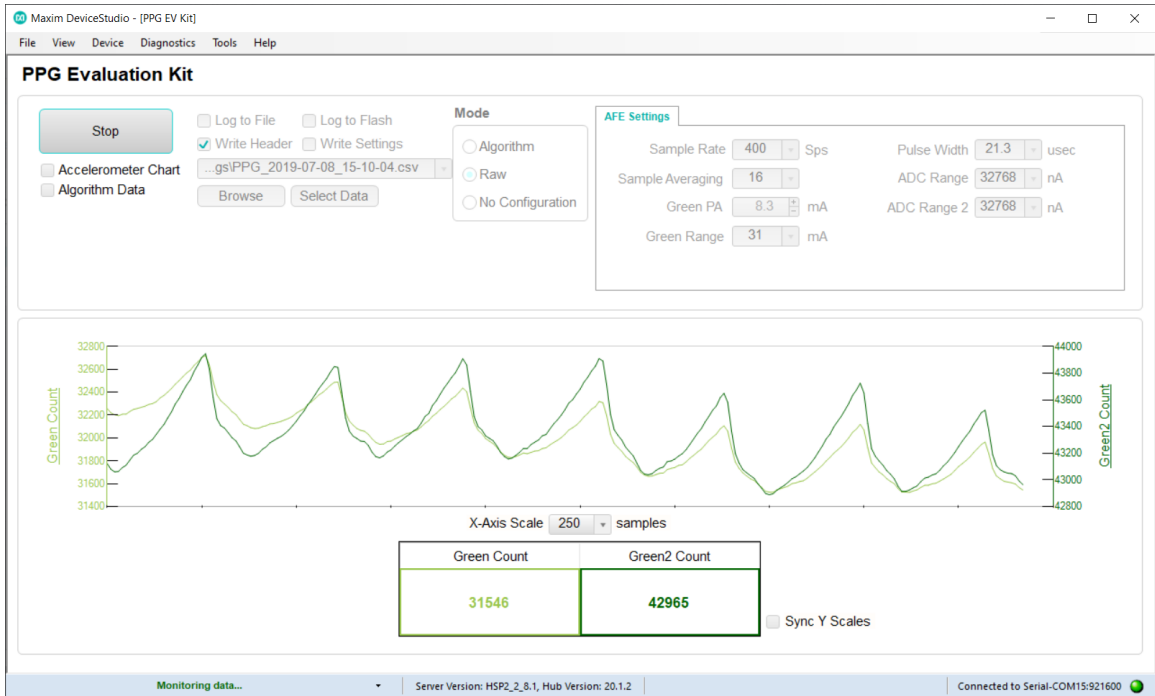 Maxim DeviceStudio - [PPG EV Kit]
File View Device Diagnostics Tools Help
PPG Evaluation Kit
Stop
Accelerometer Chart
Algorithm Data
Log to File Log to Flash
Write Header Write Settings
...gs\PPG_2019-07-08_15-10-04.csv
Browse Select Data
Mode
Algorithm
Raw
No Configuration
AFE Settings
Sample Rate 400 Sps
Sample Averaging 16
Green PA 8.3 mA
Green Range 31 mA
Pulse Width 21.3 usec
ADC Range 32768 nA
ADC Range 2 32768 nA
Green Count
32800
32600
32400
32200
32000
31800
31600
31400
44000
43800
43600
43400
43200
43000
42800
Green2 Count
X-Axis Scale 250 samples
Green Count Green2 Count
31546 42965
Sync Y Scales
Monitoring data... Server Version: HSP2_2_8.1, Hub Version: 20.1.2 Connected to Serial-COM15:921600